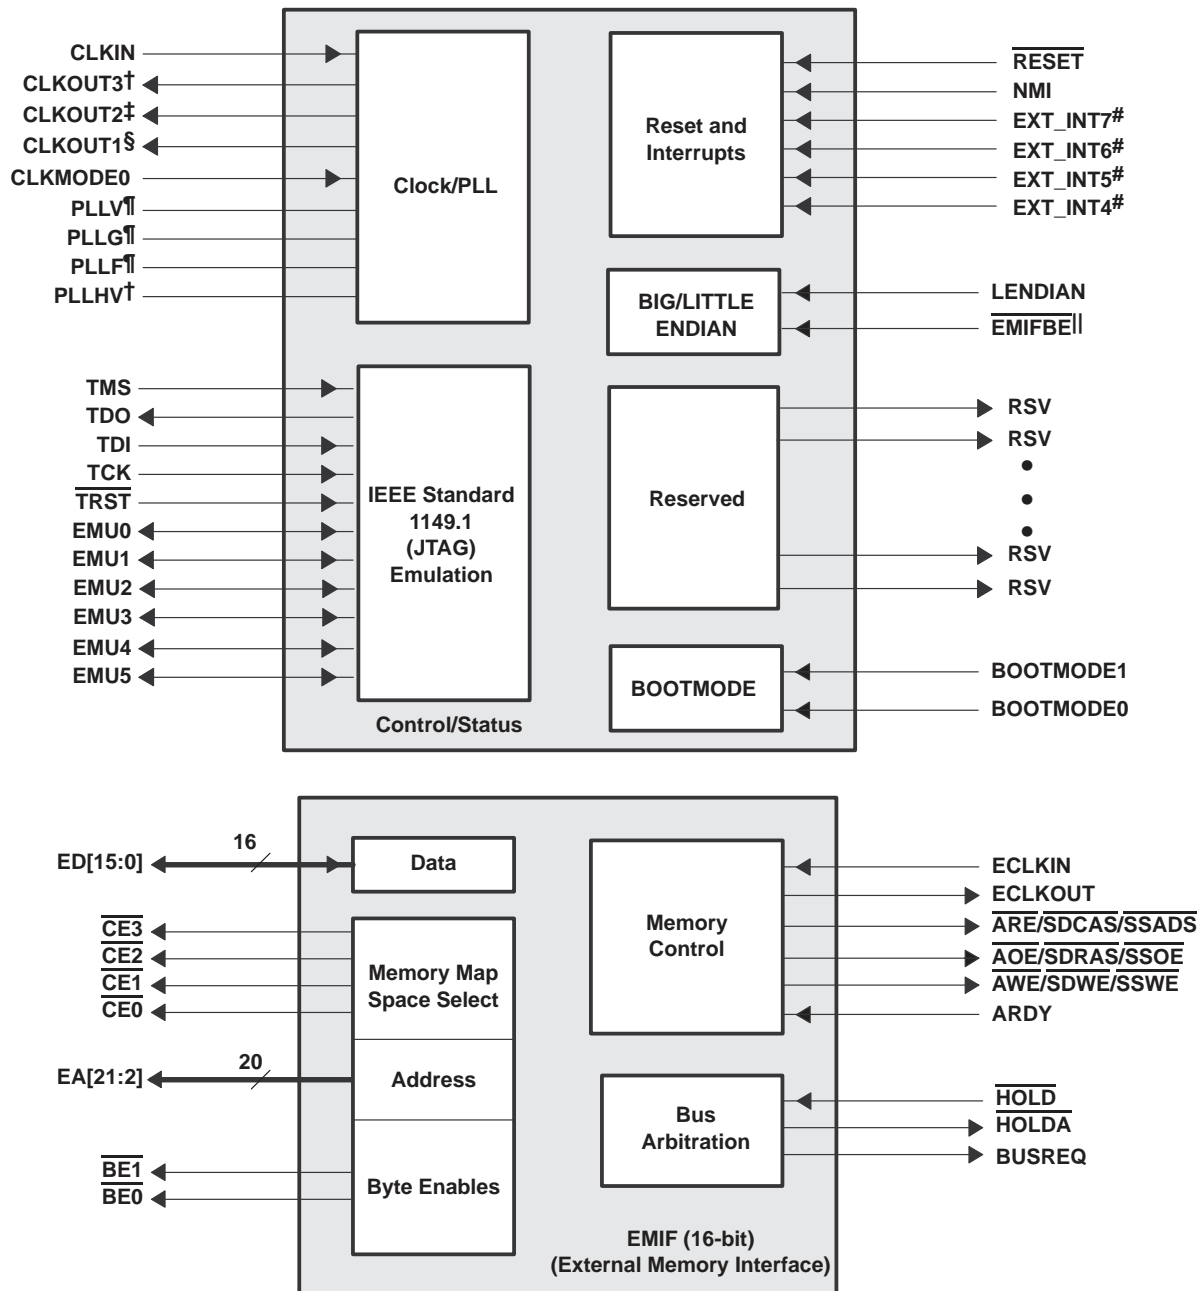 CLKIN
CLKOUT3†
CLKOUT2‡
CLKOUT1§
CLKMODE0
PLLV¶
PLLG¶
PLLF¶
PLLHV†
Clock/PLL
Reset and
Interrupts
RESET
NMI
EXT_INT7#
EXT_INT6#
EXT_INT5#
EXT_INT4#
BIG/LITTLE
ENDIAN
LENDIAN
EMIFBE||
TMS
TDO
TDI
TCK
TRST
EMU0
EMU1
EMU2
EMU3
EMU4
EMU5
IEEE Standard
1149.1
(JTAG)
Emulation
Reserved
RSV
RSV
•
•
•
RSV
RSV
BOOTMODE
BOOTMODE1
BOOTMODE0
Control/Status
ED[15:0]
16
Data
CE3
CE2
CE1
CE0
Memory Map
Space Select
EA[21:2]
20
Address
BE1
BE0
Byte Enables
Memory
Control
ECLKIN
ECLKOUT
ARE/SDCAS/SSADS
AOE/SDRAS/SSOE
AWE/SDWE/SSWE
ARDY
Bus
Arbitration
HOLD
HOLDA
BUSREQ
EMIF (16-bit)
(External Memory Interface)